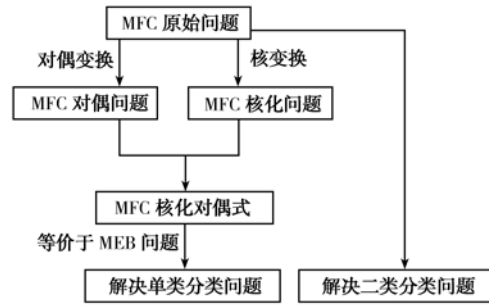 MFC 原始问题
对偶变换
核变换
MFC 对偶问题
MFC 核化问题
MFC 核化对偶式
等价于 MEB 问题
解决单类分类问题
解决二类分类问题